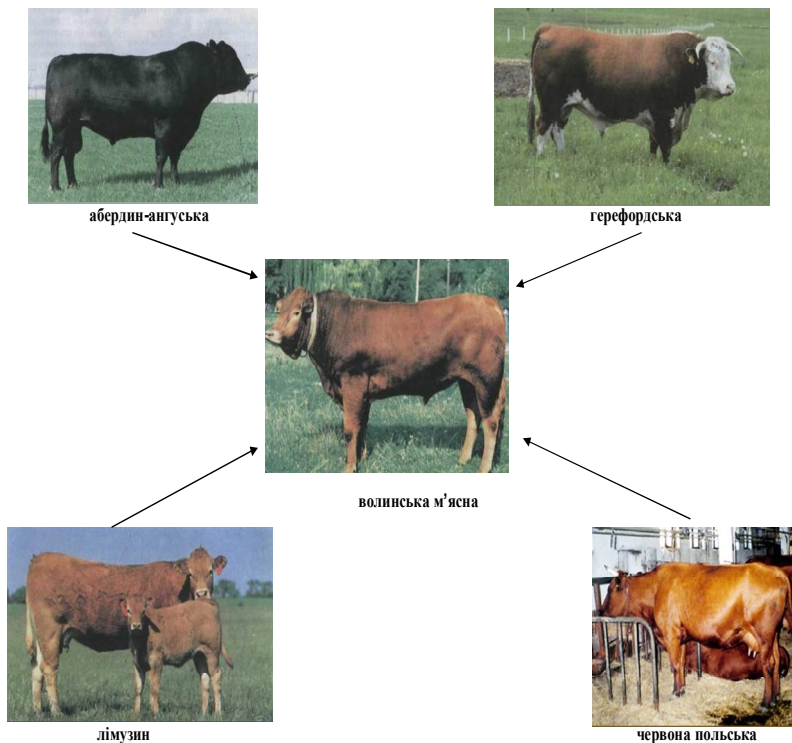 абердин-ангуська
герефордська
волинська м’ясна
лімузин
червона польська